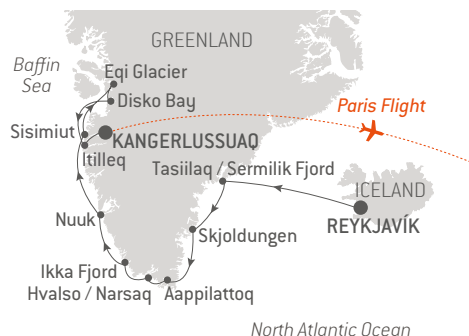 GREENLAND
Baffin
Sea
Eqi Glacier
Disko Bay
Paris Flight
Sisimiut
KANGERLUSSUAQ
Itilleq
Tasiilaq / Sermilik Fjord
ICELAND
REYKJAVÍK
Nuuk
Skjoldungen
Ikka Fjord
Hvalso / Narsaq
Aappilattoq
North Atlantic Ocean